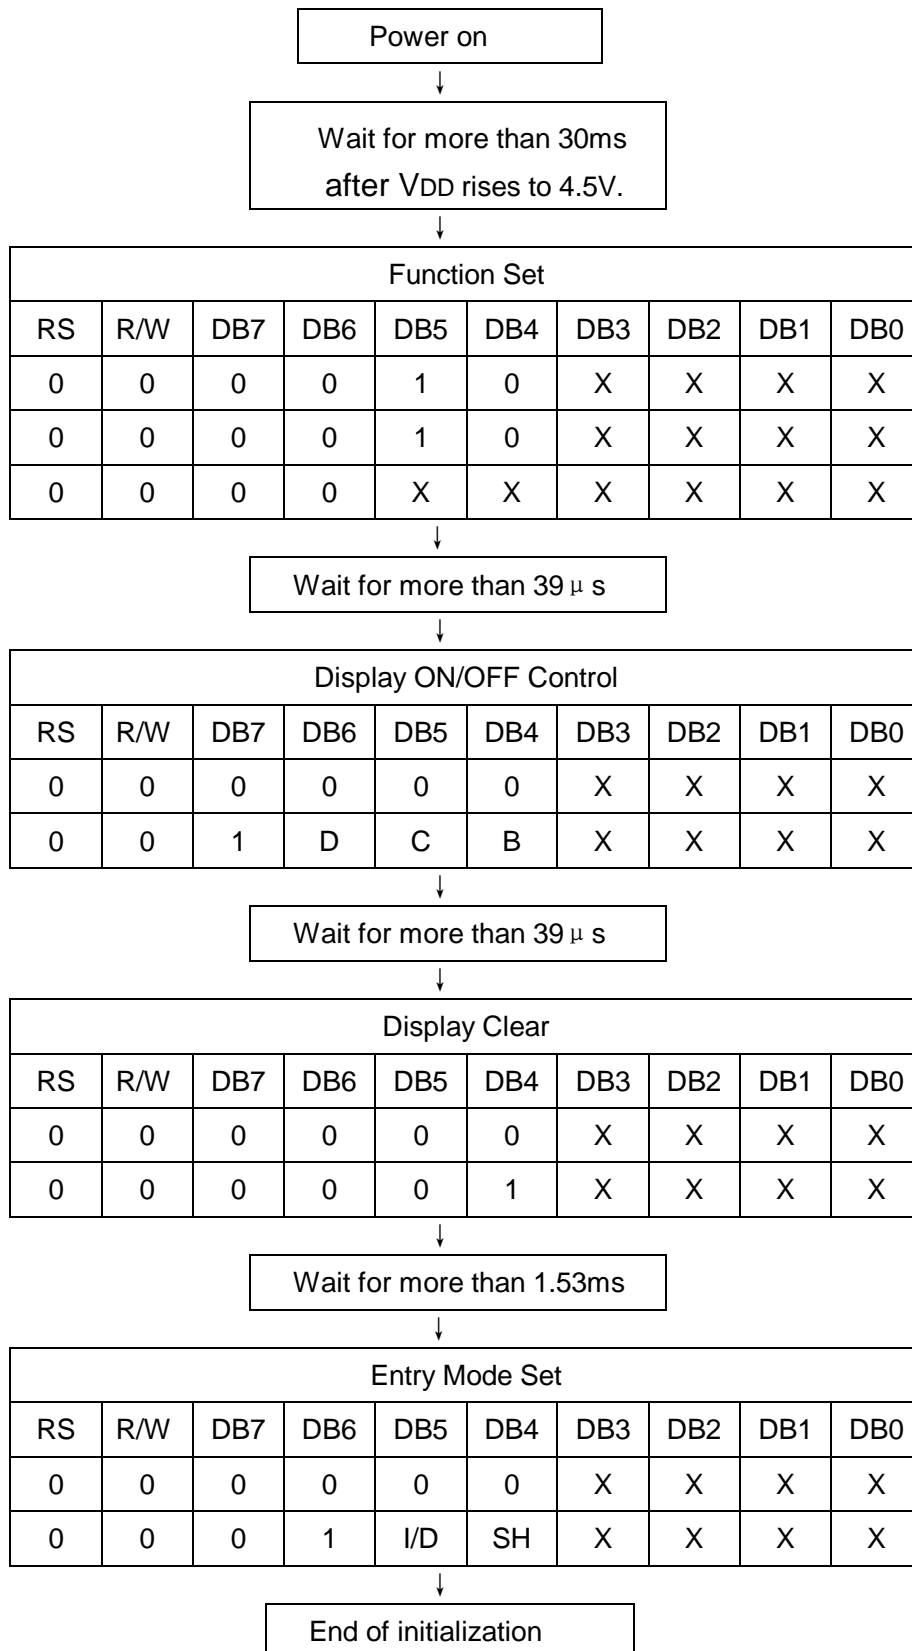 Power on
↓
Wait for more than 30ms
after VDD rises to 4.5V.
↓
Function Set
RS R/W DB7 DB6 DB5 DB4 DB3 DB2 DB1 DB0
0 0 0 0 1 0 X X X X
0 0 0 0 1 0 X X X X
0 0 0 0 X X X X X X
↓
Wait for more than 39 μ s
↓
Display ON/OFF Control
RS R/W DB7 DB6 DB5 DB4 DB3 DB2 DB1 DB0
0 0 0 0 0 0 X X X X
0 0 1 D C B X X X X
↓
Wait for more than 39 μ s
↓
Display Clear
RS R/W DB7 DB6 DB5 DB4 DB3 DB2 DB1 DB0
0 0 0 0 0 0 X X X X
0 0 0 0 0 1 X X X X
↓
Wait for more than 1.53ms
↓
Entry Mode Set
RS R/W DB7 DB6 DB5 DB4 DB3 DB2 DB1 DB0
0 0 0 0 0 0 X X X X
0 0 0 1 I/D SH X X X X
↓
End of initialization